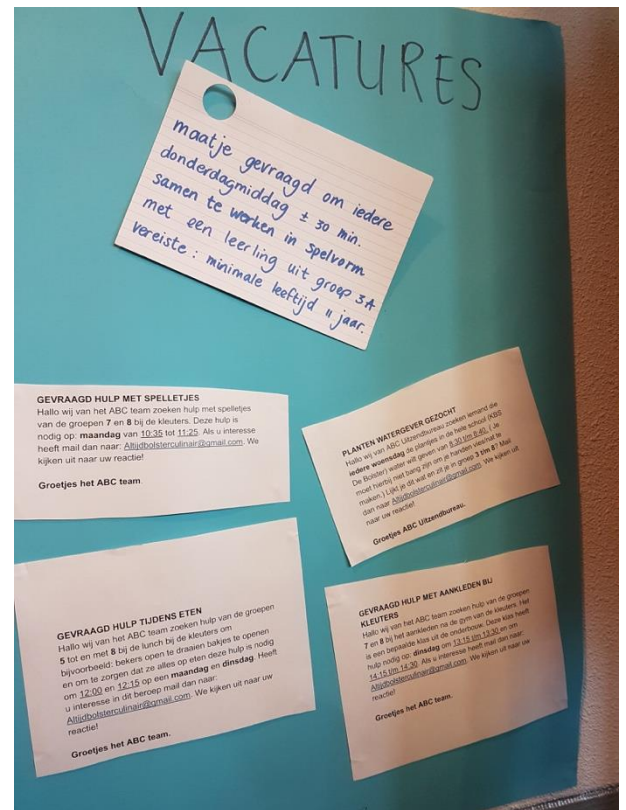 VACATURES
maatje gevraagd om iedere
donderdagmiddag ± 30 min.
samen te werken in spelvorm
met een leerling uit groep 3A
vereiste : minimale leeftijd 11 jaar.
GEVRAAGD HULP MET SPELLETJES
Hallo wij van het ABC team zoeken hulp met spelletjes
van de groepen 7 en 8 bij de kleuters. Deze hulp is
nodig op: maandag van 10:35 tot 11:25. Als u interesse
heeft mail dan naar: Altijdbolsterculinair@gmail.com. We
kijken uit naar uw reactie!
Groetjes het ABC team.
PLANTEN WATERGEVER GEZOCHT
Hallo wij van ABC Uitzendbureau zoeken iemand die
iedere woensdag de plantjes in de hele school (KBS
De Bolster) water wil geven van 8:30 t/m 8:40. ( Je
moet hierbij niet bang zijn om je handen vies/nat te
maken.) Lijkt je dit wat en zit je in groep 3 t/m 8? Mail
dan naar Altijdbolsterculinair@gmail.com. We kijken uit
naar uw reactie!
Groetjes ABC Uitzendbureau.
GEVRAAGD HULP TIJDENS ETEN
Hallo wij van het ABC team zoeken hulp van de groepen
5 tot en met 8 bij de lunch bij de kleuters om
bijvoorbeeld: bekers open te draaien bakjes te openen
en om te zorgen dat ze alles op eten deze hulp is nodig
om 12:00 en 12:15 op een maandag en dinsdag. Heeft
u interesse in dit beroep mail dan naar:
Altijdbolsterculinair@gmail.com. We kijken uit naar uw
reactie!
Groetjes het ABC team.
GEVRAAGD HULP MET AANKLEDEN BIJ
KLEUTERS
Hallo wij van het ABC team zoeken hulp van de groepen
7 en 8 bij het aankleden na de gym van de kleuters. Het
is een bepaalde klas uit de onderbouw. Deze klas heeft
hulp nodig op: dinsdag om 13:15 t/m 13:30 en om
14:15 t/m 14:30. Als u interesse heeft mail dan naar:
Altijdbolsterculinair@gmail.com. We kijken uit naar uw
reactie!
Groetjes het ABC team.